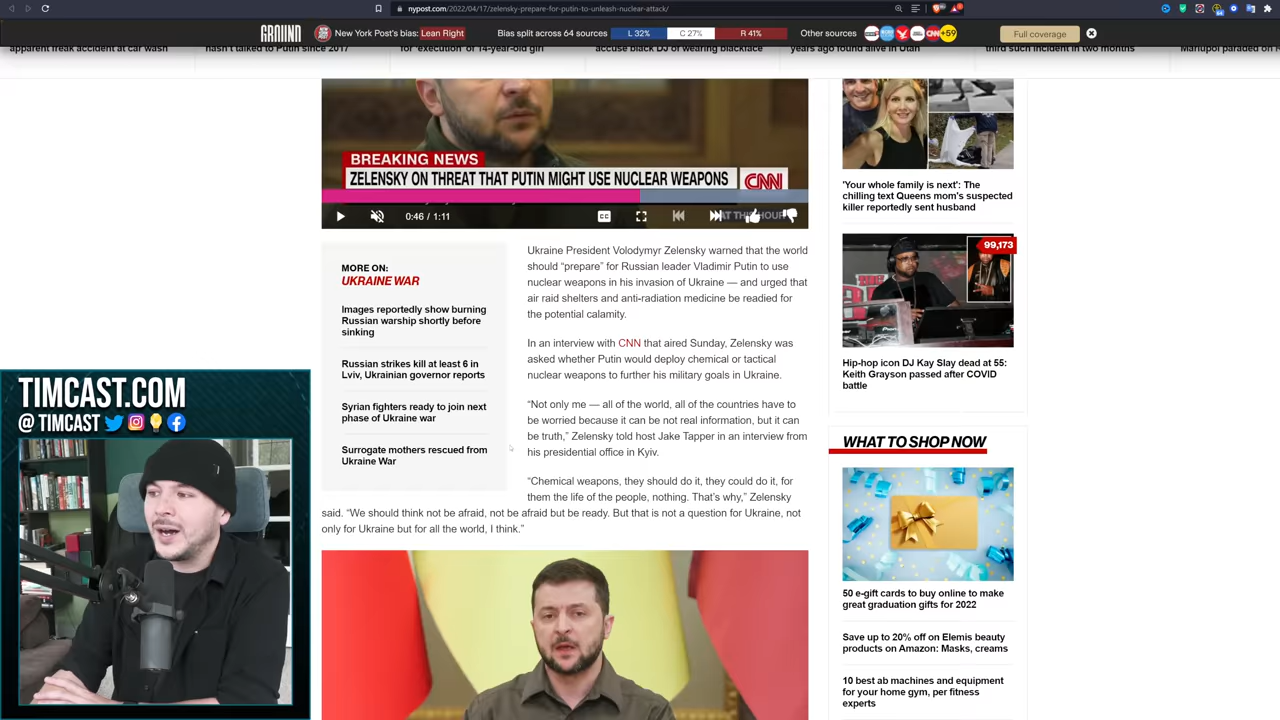 nypost.com/2022/04/17/zelensky-prepare-for-putin-to-unleash-nuclear-attack/
GROUND
New York Post's bias: Lean Right
Bias split across 64 sources
L 32%
C 27%
R 41%
Other sources
CNN
+59
Full coverage
apparent freak accident at car wash
hasn't talked to Putin since 2017
for 'execution' of 14-year-old girl
accuse black DJ of wearing blackface
years ago found alive in Utah
third such incident in two months
Mariupol paraded on
BREAKING NEWS
ZELENSKY ON THREAT THAT PUTIN MIGHT USE NUCLEAR WEAPONS
CNN
0:46 / 1:11
CC
AT THIS HOUR
MORE ON:
UKRAINE WAR
Images reportedly show burning
Russian warship shortly before
sinking
Russian strikes kill at least 6 in
Lviv, Ukrainian governor reports
Syrian fighters ready to join next
phase of Ukraine war
Surrogate mothers rescued from
Ukraine War
Ukraine President Volodymyr Zelensky warned that the world
should “prepare” for Russian leader Vladimir Putin to use
nuclear weapons in his invasion of Ukraine — and urged that
air raid shelters and anti-radiation medicine be readied for
the potential calamity.
In an interview with CNN that aired Sunday, Zelensky was
asked whether Putin would deploy chemical or tactical
nuclear weapons to further his military goals in Ukraine.
“Not only me — all of the world, all of the countries have to
be worried because it can be not real information, but it can
be truth,” Zelensky told host Jake Tapper in an interview from
his presidential office in Kyiv.
“Chemical weapons, they should do it, they could do it, for
them the life of the people, nothing. That’s why,” Zelensky
said. “We should think not be afraid, not be afraid but be ready. But that is not a question for Ukraine, not
only for Ukraine but for all the world, I think.”
'Your whole family is next': The
chilling text Queens mom's suspected
killer reportedly sent husband
99,173
Hip-hop icon DJ Kay Slay dead at 55:
Keith Grayson passed after COVID
battle
WHAT TO SHOP NOW
50 e-gift cards to buy online to make
great graduation gifts for 2022
Save up to 20% off on Elemis beauty
products on Amazon: Masks, creams
10 best ab machines and equipment
for your home gym, per fitness
experts
TIMCAST.COM
@ TIMCAST